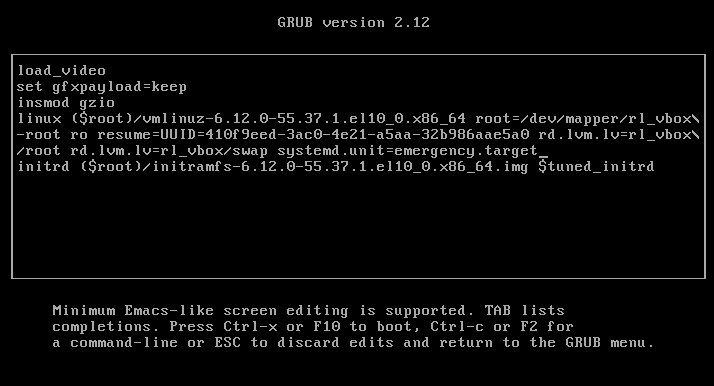 GRUB version 2.12
load_video
set gfxpayload=keep
insmod gzio
linux ($root)/vmlinuz-6.12.0-55.37.1.el10_0.x86_64 root=/dev/mapper/rl_vbox\
-root ro resume=UUID=410f9eed-3ac0-4e21-a5aa-32b986aae5a0 rd.lvm.lv=rl_vbox\
/root rd.lvm.lv=rl_vbox/swap systemd.unit=emergency.target_
initrd ($root)/initramfs-6.12.0-55.37.1.el10_0.x86_64.img $tuned_initrd
Minimum Emacs-like screen editing is supported. TAB lists
completions. Press Ctrl-x or F10 to boot, Ctrl-c or F2 for
a command-line or ESC to discard edits and return to the GRUB menu.